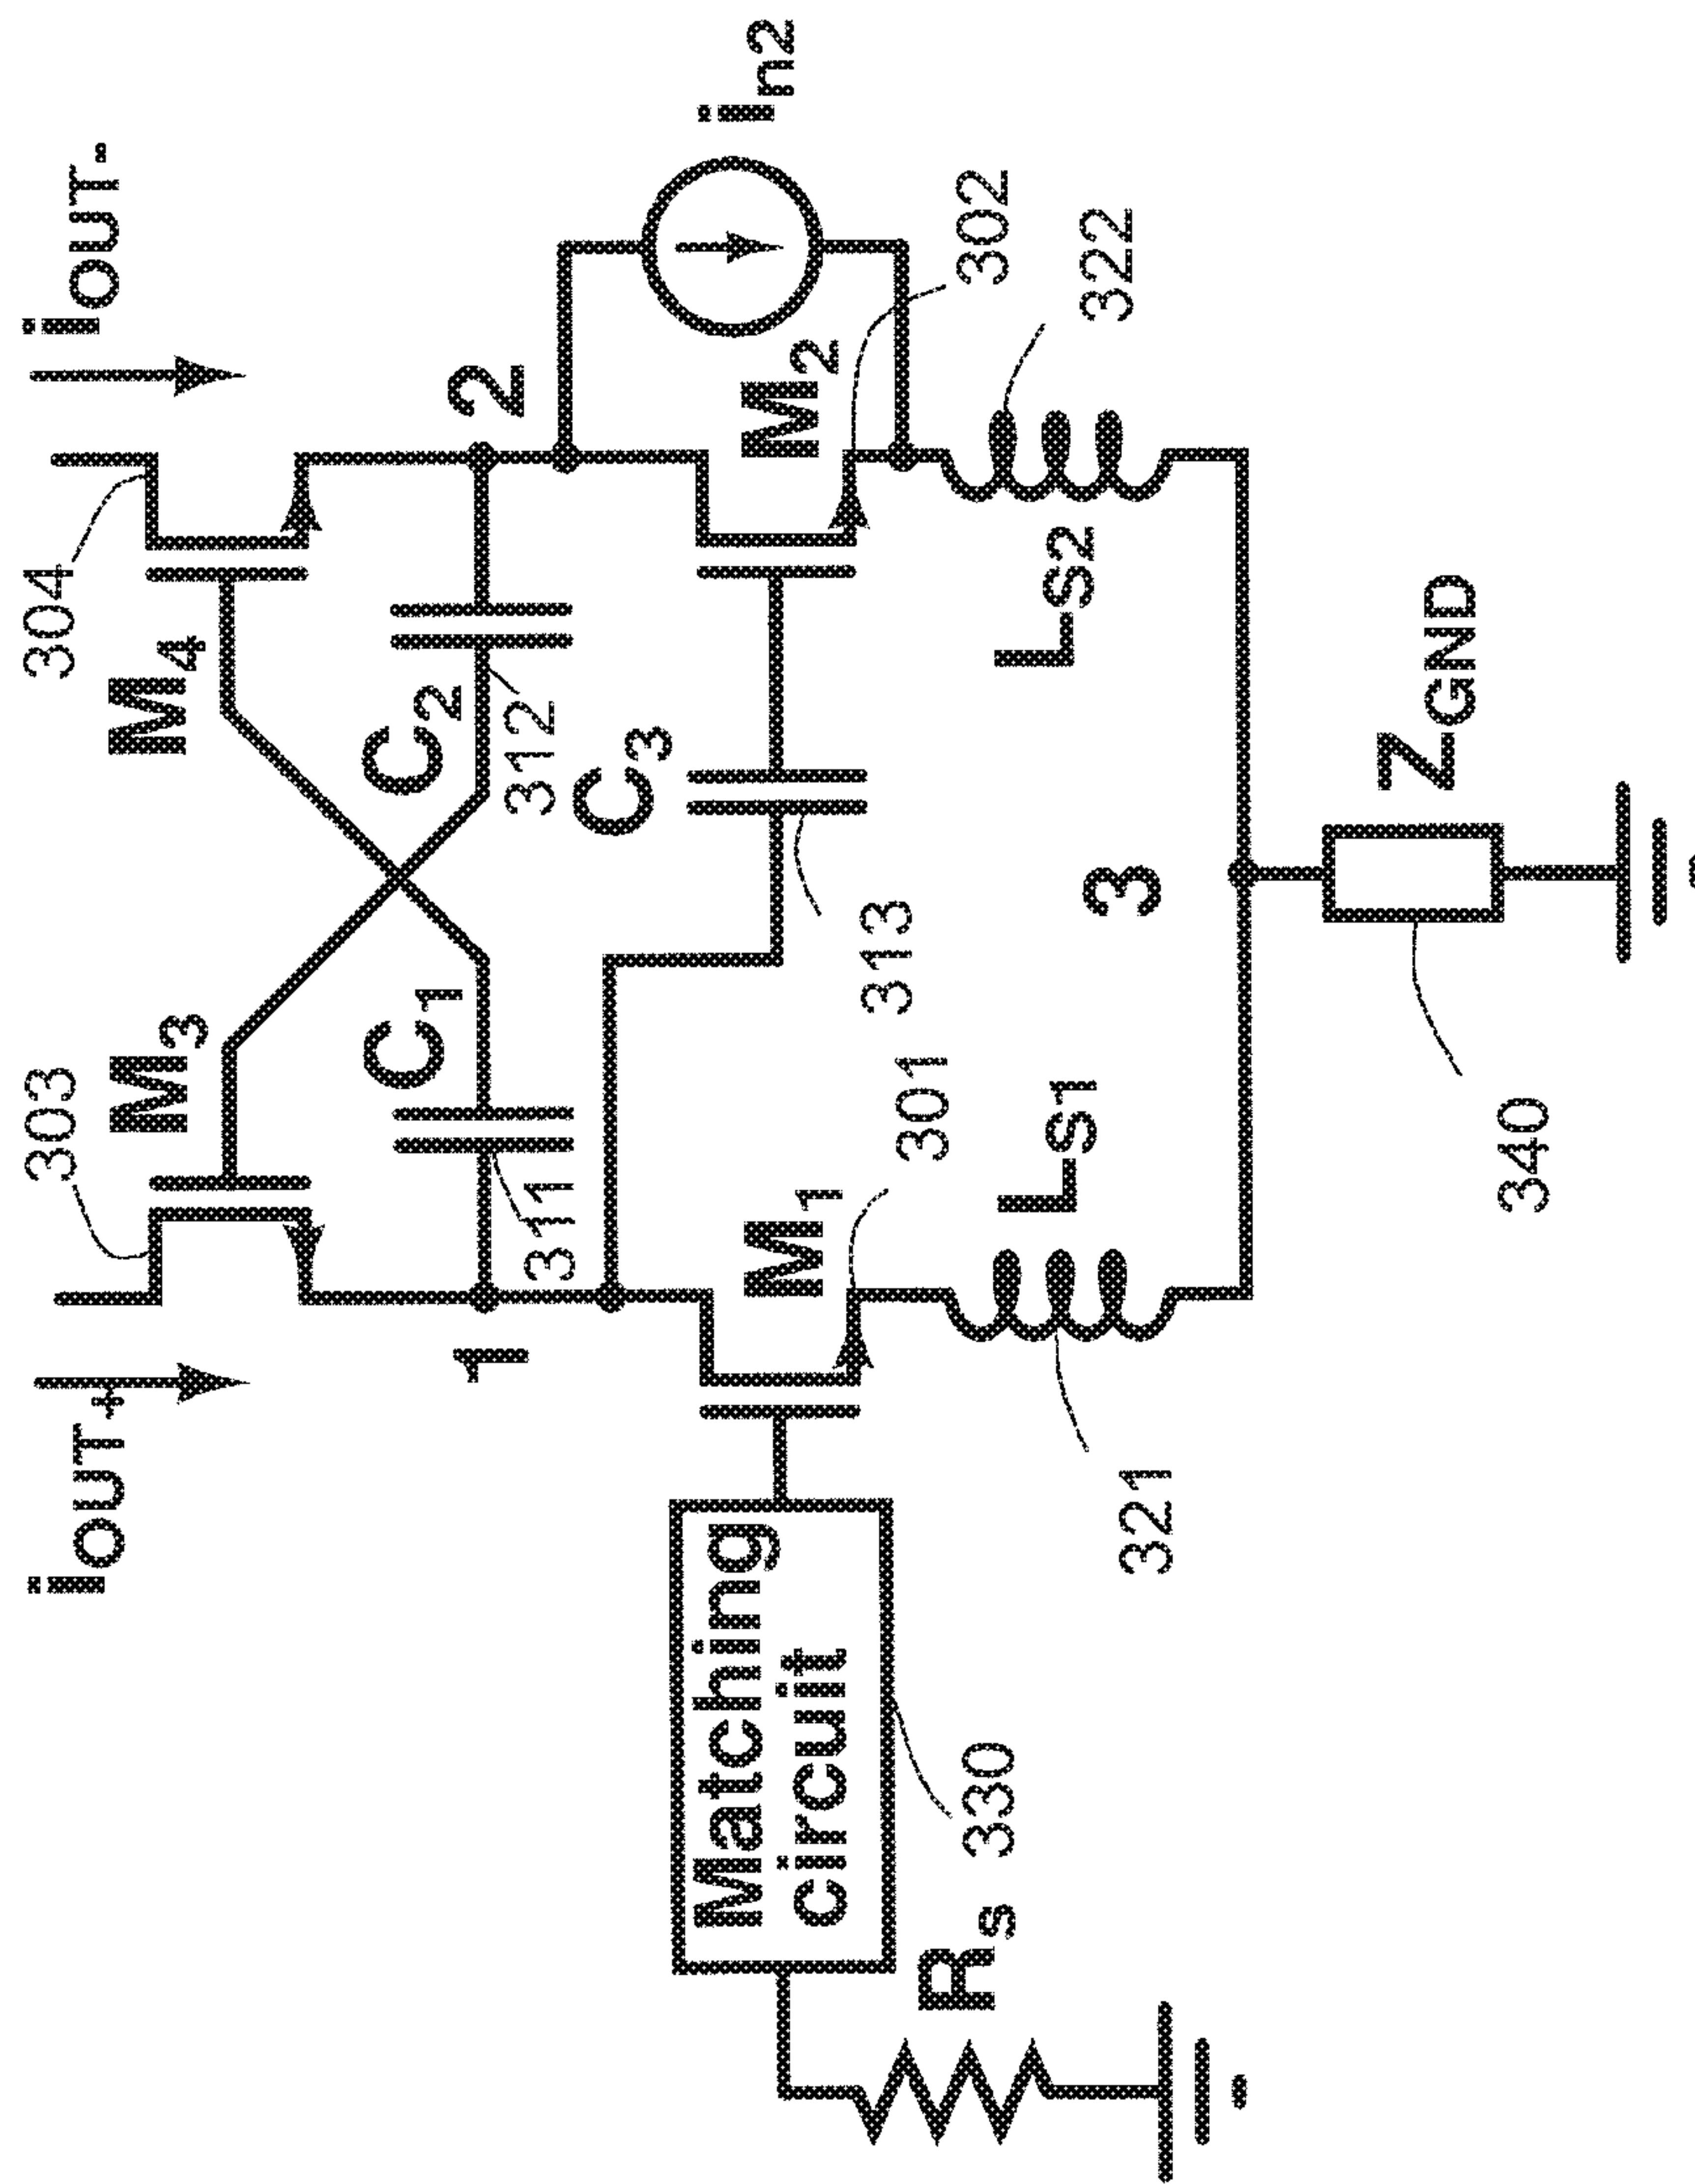 i_OUT+
i_OUT-
303
304
M_3
M_4
C_1
C_2
311
312
1
2
C_3
313
Matching
circuit
330
R_s
M_1
301
M_2
302
i_n2
321
L_S1
L_S2
322
3
340
Z_GND